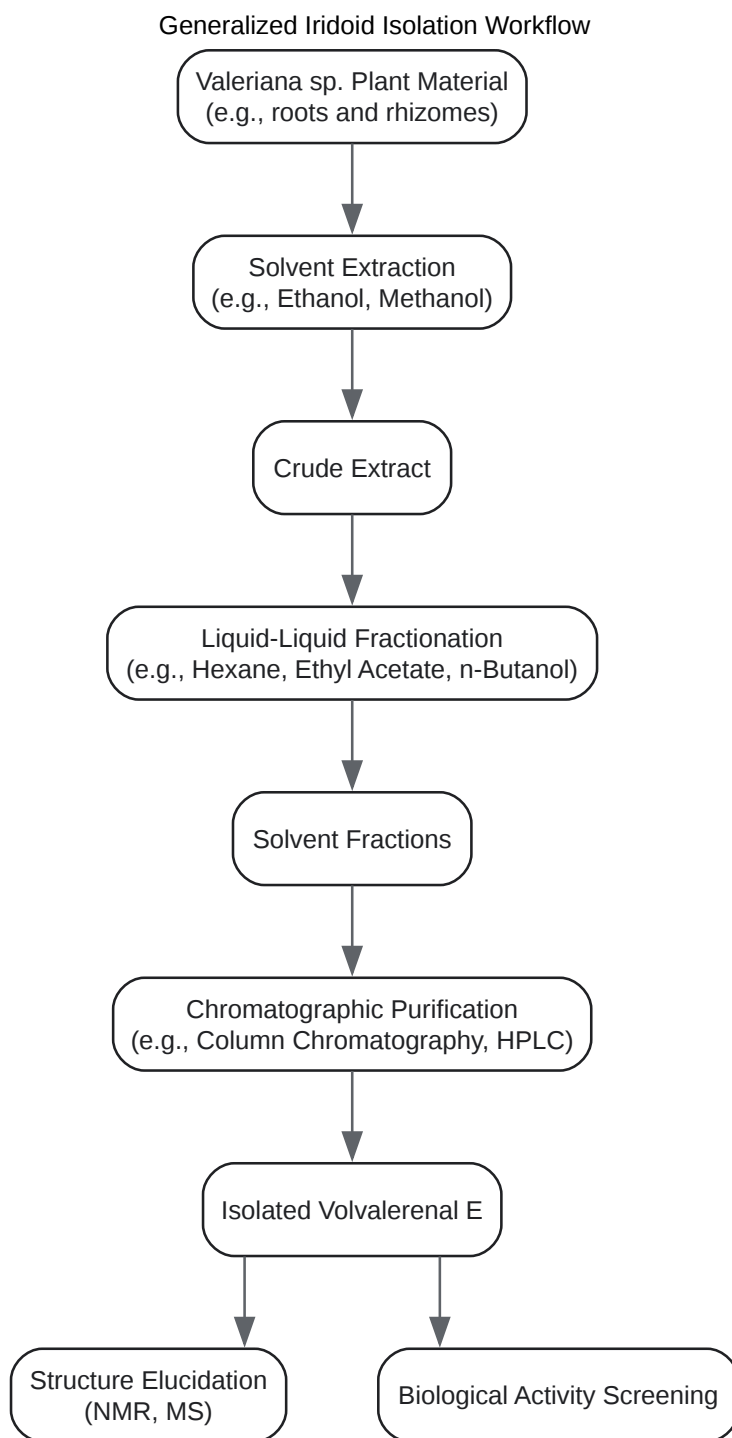 Generalized Iridoid Isolation Workflow
Valeriana sp. Plant Material
(e.g., roots and rhizomes)
Solvent Extraction
(e.g., Ethanol, Methanol)
Crude Extract
Liquid-Liquid Fractionation
(e.g., Hexane, Ethyl Acetate, n-Butanol)
Solvent Fractions
Chromatographic Purification
(e.g., Column Chromatography, HPLC)
Isolated Volvalerenal E
Structure Elucidation
(NMR, MS)
Biological Activity Screening